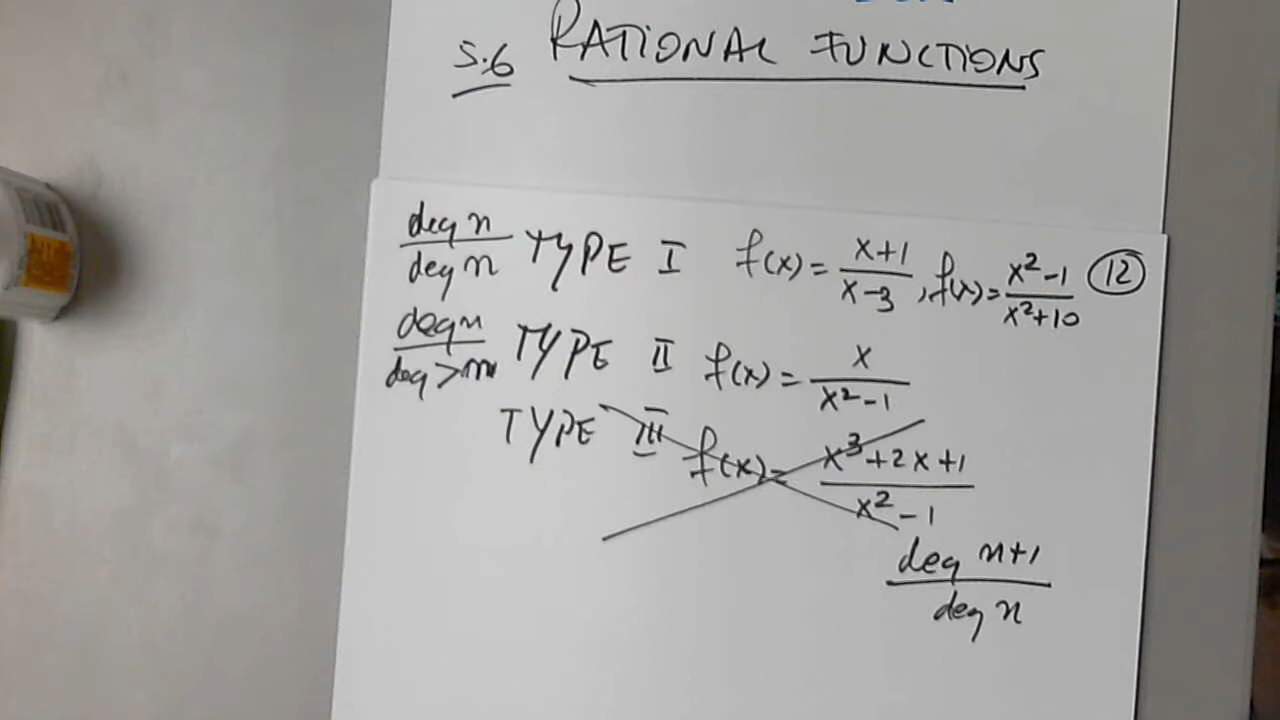 5.6 RATIONAL FUNCTIONS
deg n / deg n TYPE I f(x) = x+1 / x-3 , f(x) = x²-1 / x²+10 (12)
deg n / deg > n TYPE II f(x) = x / x²-1
TYPE III f(x) = x³+2x+1 / x²-1
deg n+1 / deg n